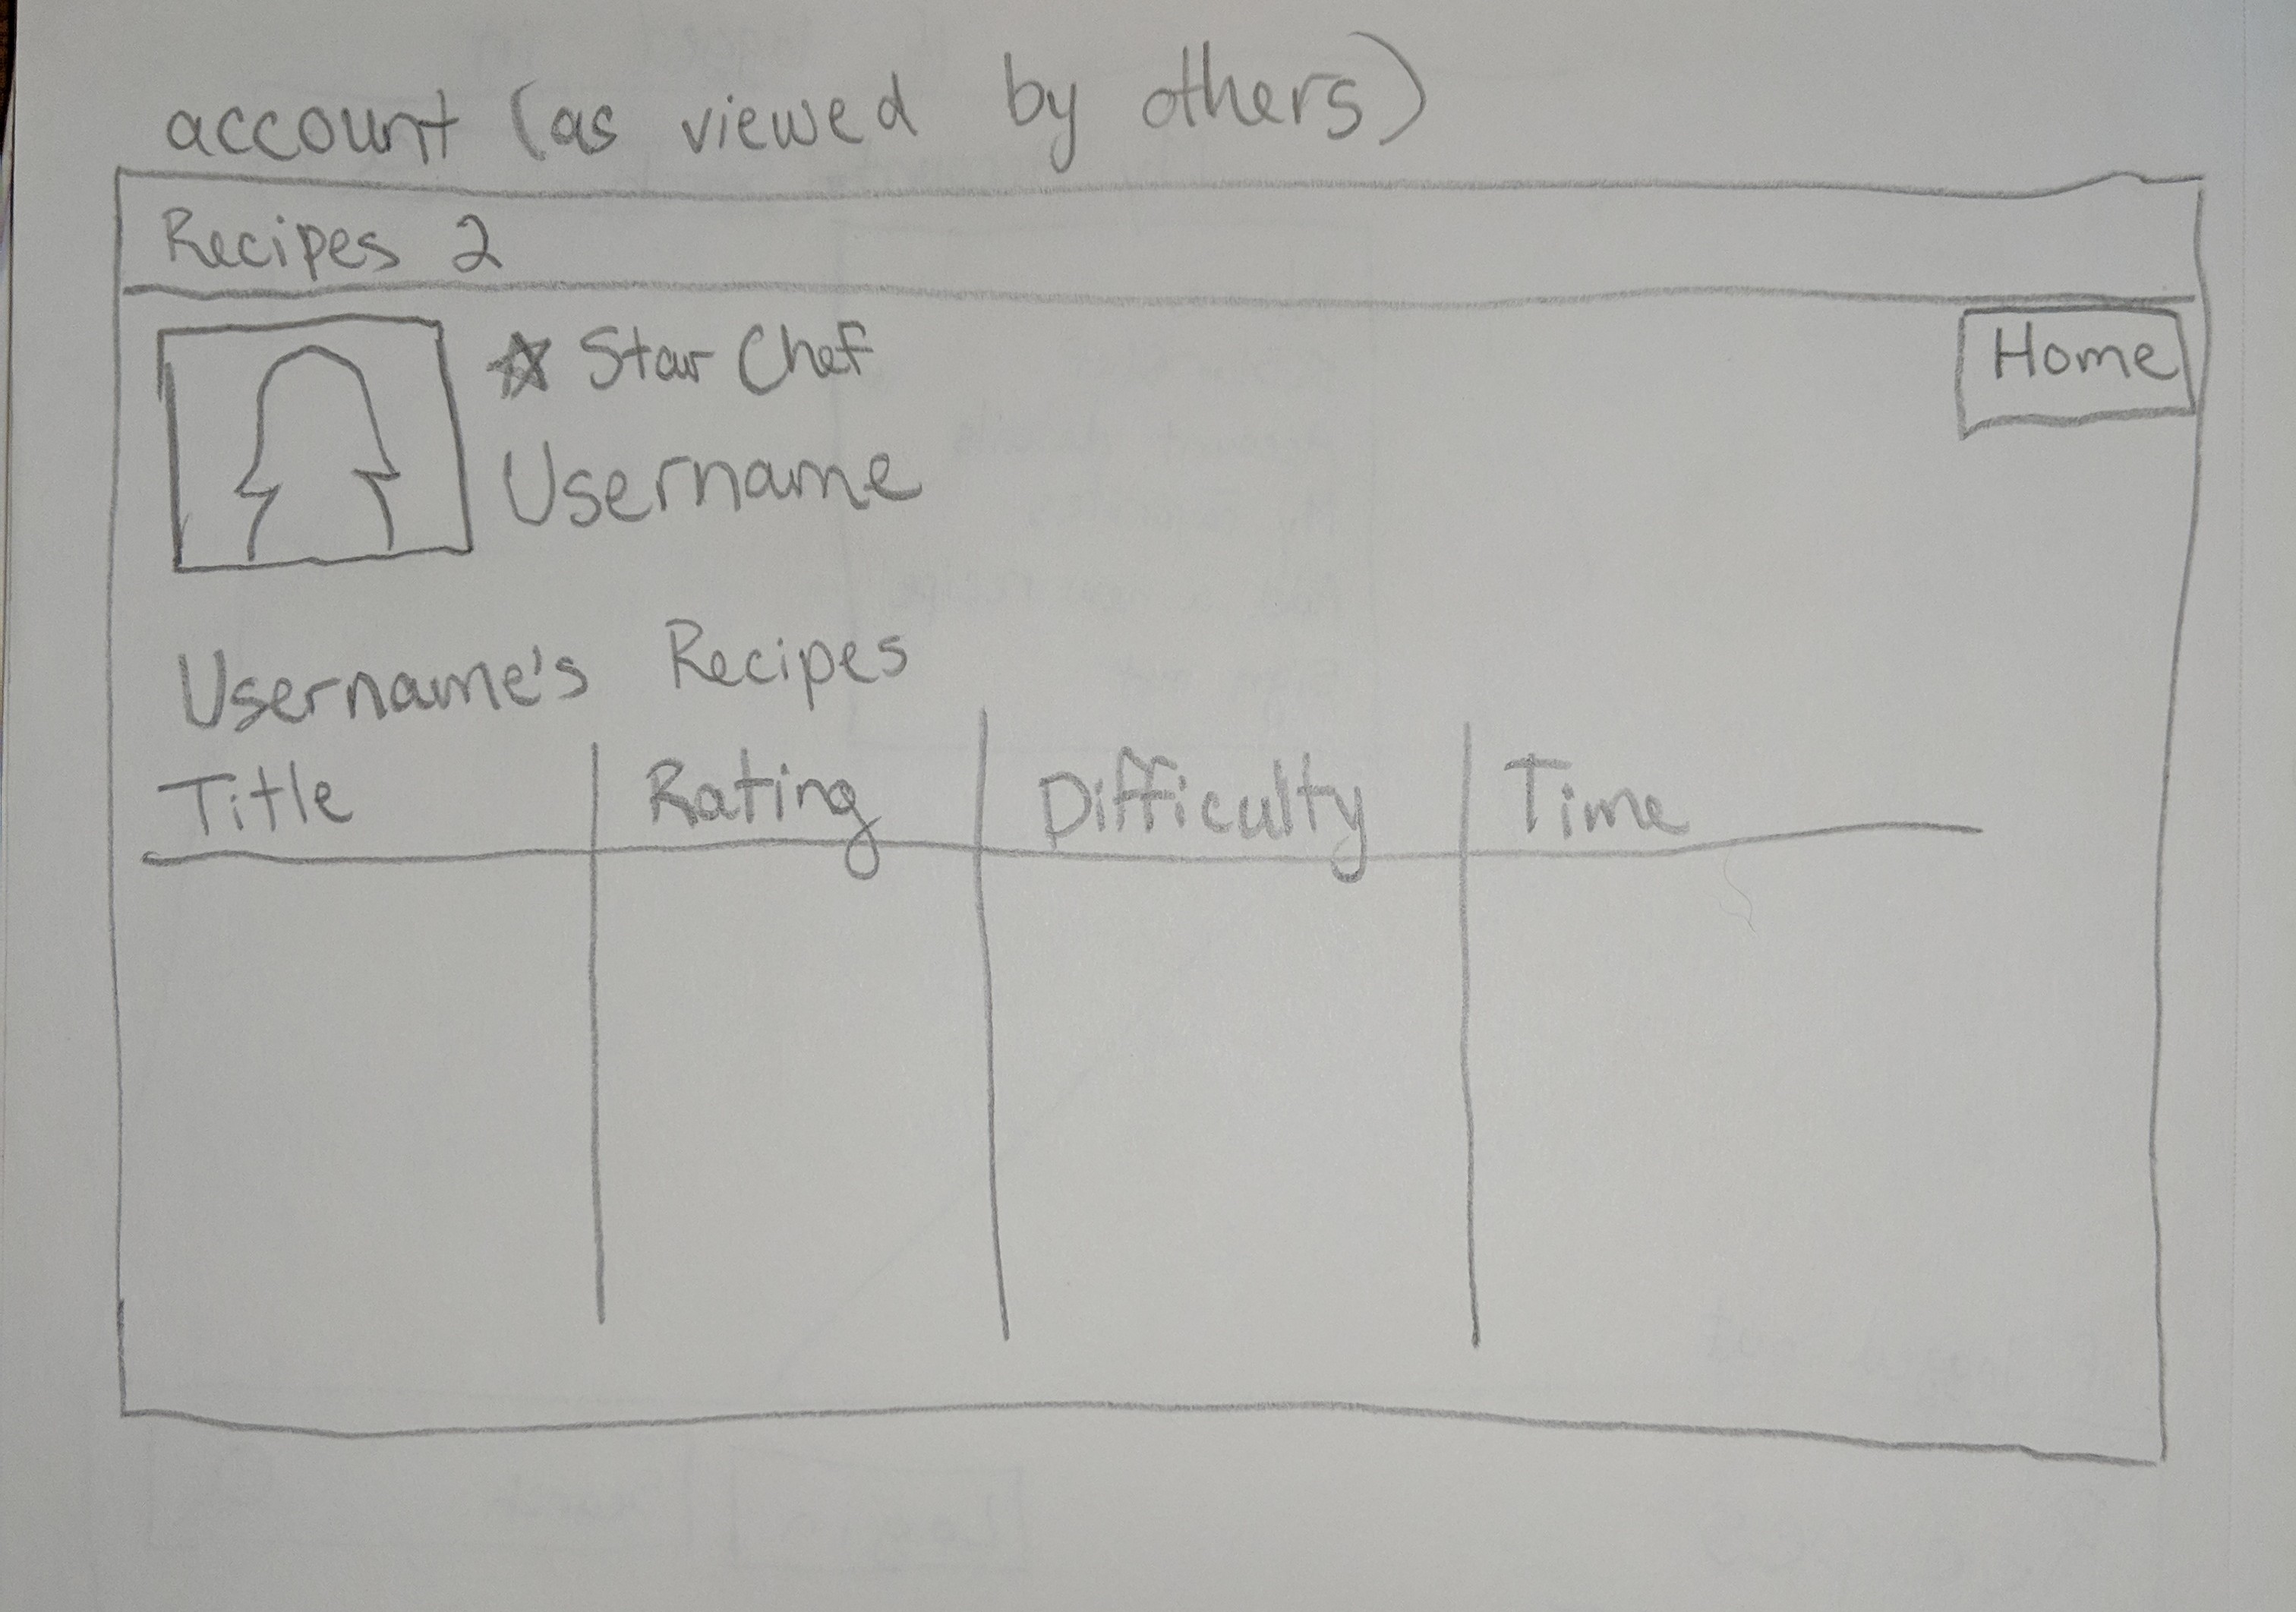 account (as viewed by others)
Recipes 2
Star Chef
Home
Username
Username's Recipes
Title Rating Difficulty Time